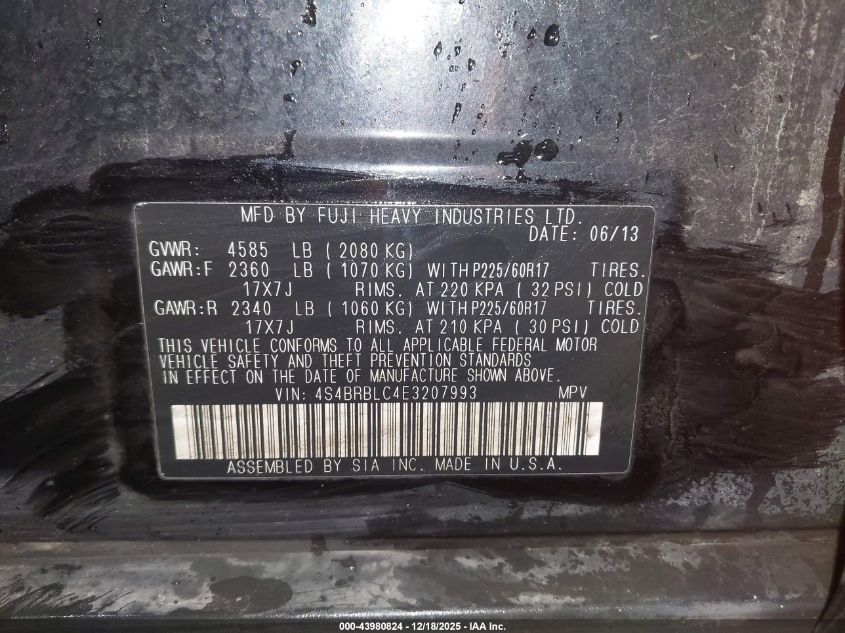 MFD BY FUJI HEAVY INDUSTRIES LTD.
DATE: 06/13
GVWR: 4585 LB ( 2080 KG)
GAWR:F 2360 LB ( 1070 KG) WITH P225/60R17 TIRES.
17X7J RIMS. AT 220 KPA ( 32 PSI) COLD
GAWR:R 2340 LB ( 1060 KG) WITH P225/60R17 TIRES.
17X7J RIMS. AT 210 KPA ( 30 PSI) COLD
THIS VEHICLE CONFORMS TO ALL APPLICABLE FEDERAL MOTOR
VEHICLE SAFETY AND THEFT PREVENTION STANDARDS
IN EFFECT ON THE DATE OF MANUFACTURE SHOWN ABOVE.
VIN: 4S4BRBLC4E3207993 MPV
ASSEMBLED BY SIA INC. MADE IN U.S.A.
000-43980824 - 12/18/2025 - IAA Inc.